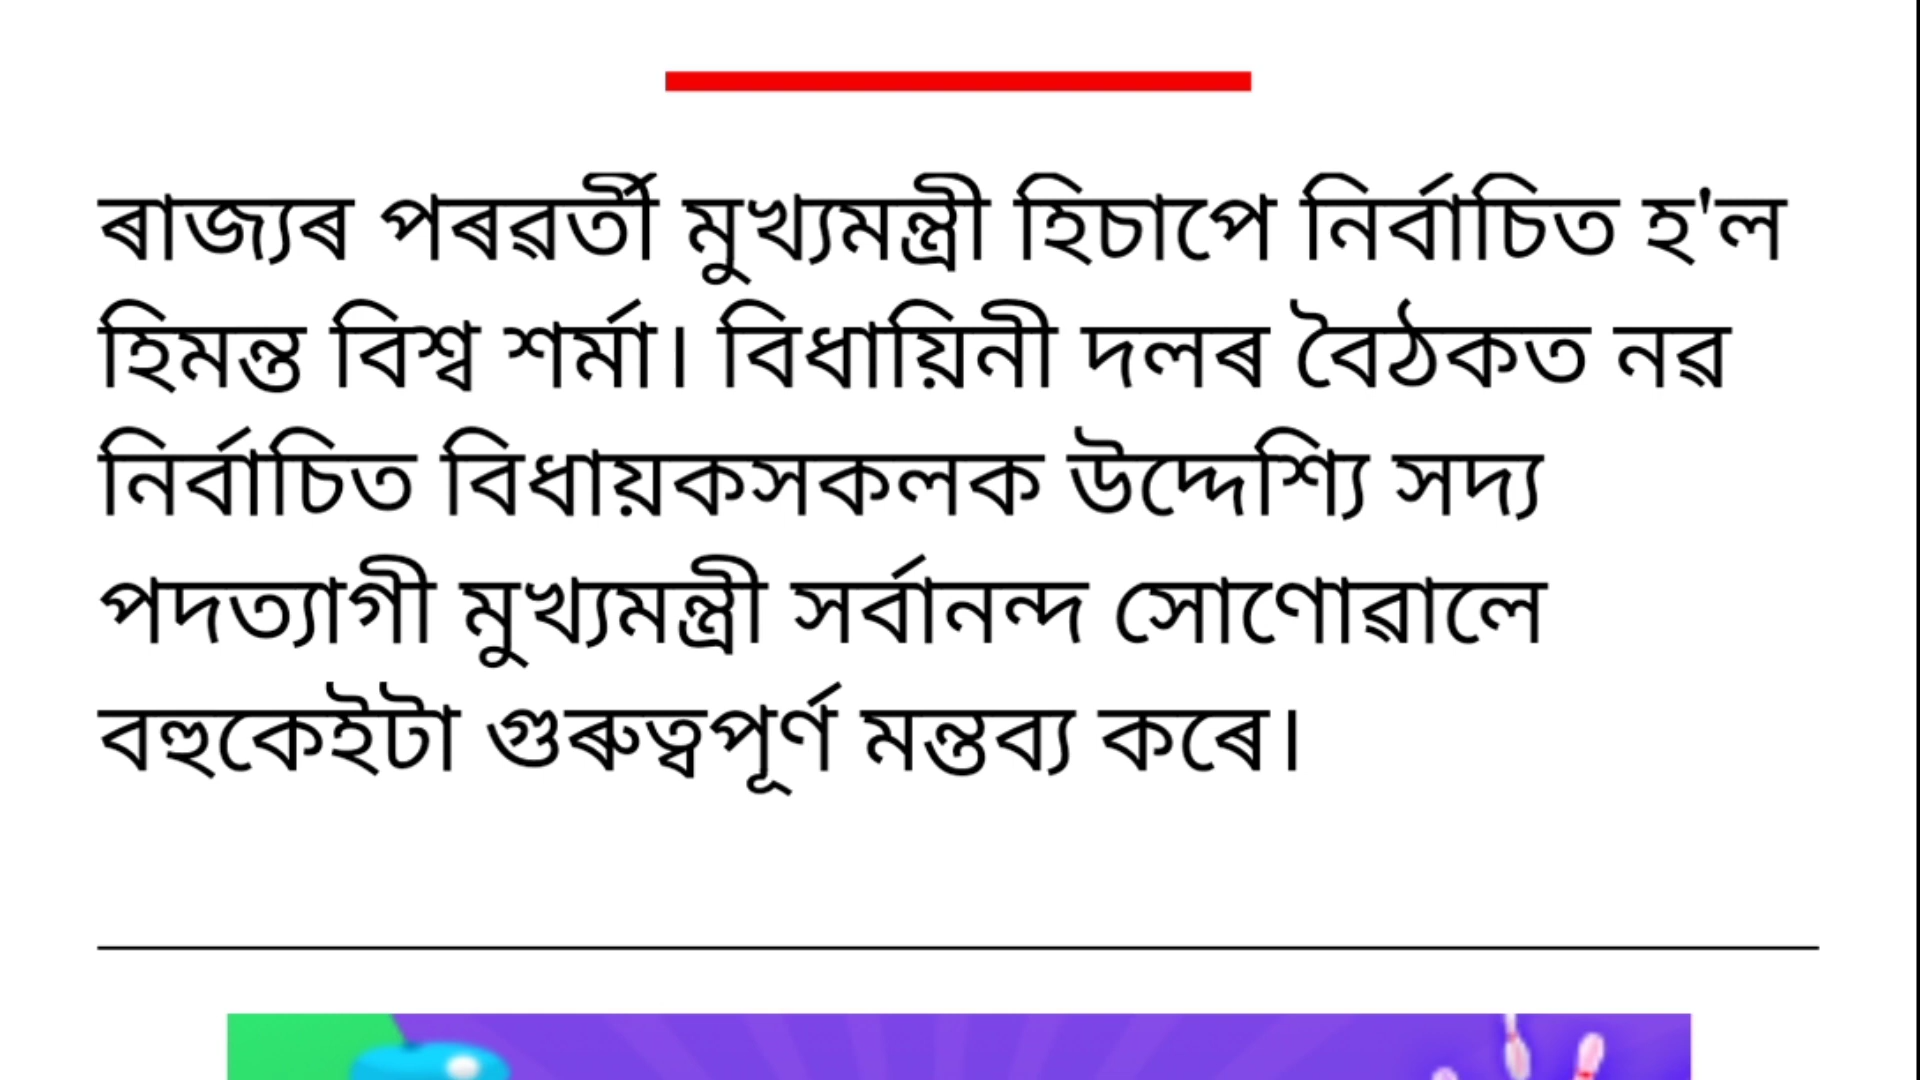 ৰাজ্যৰ পৰৱৰ্তী মুখ্যমন্ত্ৰী হিচাপে নিৰ্বাচিত হ'ল
হিমন্ত বিশ্ব শৰ্মা। বিধায়িনী দলৰ বৈঠকত নৱ
নিৰ্বাচিত বিধায়কসকলক উদ্দেশ্যি সদ্য
পদত্যাগী মুখ্যমন্ত্ৰী সৰ্বানন্দ সোণোৱালে
বহুকেইটা গুৰুত্বপূৰ্ণ মন্তব্য কৰে।